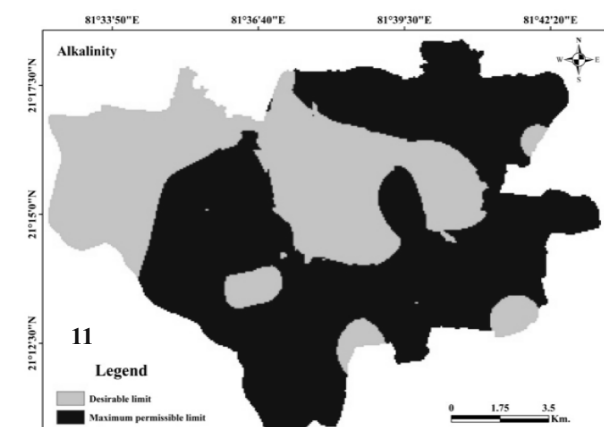 81°33'50"E 81°36'40"E 81°39'30"E 81°42'20"E
Alkalinity
N
W E
S
21°17'30"N
21°15'0"N
21°12'30"N
11
Legend
Desirable limit
Maximum permissible limit
0 1.75 3.5
Km.